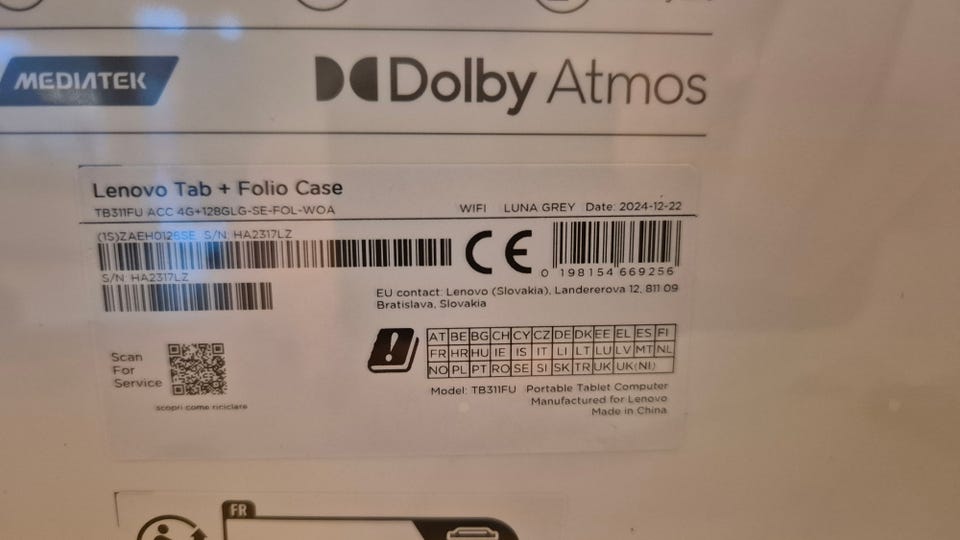 MEDIATEK
Dolby Atmos
Lenovo Tab + Folio Case
TB311FU ACC 4G+128GLG-SE-FOL-WOA WIFI LUNA GREY Date: 2024-12-22
(1S)ZAEH0126SE S/N: HA2317LZ
CE
0 198154 669256
S/N: HA2317LZ
EU contact: Lenovo (Slovakia), Landererova 12, 811 09
Bratislava, Slovakia
AT BE BG CH CY CZ DE DK EE EL ES FI
FR HR HU IE IS IT LI LT LU LV MT NL
NO PL PT RO SE SI SK TR UK UK(NI)
Scan
For
Service
scopri come riciclare
Model: TB311FU Portable Tablet Computer
Manufactured for Lenovo
Made in China
FR